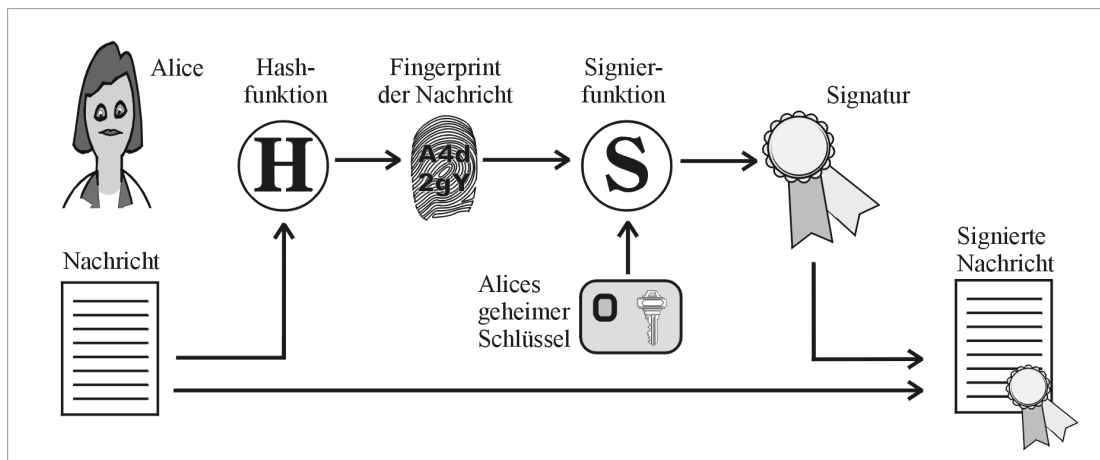 Alice
Hash-
funktion
Fingerprint
der Nachricht
Signier-
funktion
Signatur
H
A4d
2gY
S
Nachricht
Alices
geheimer
Schlüssel
Signierte
Nachricht